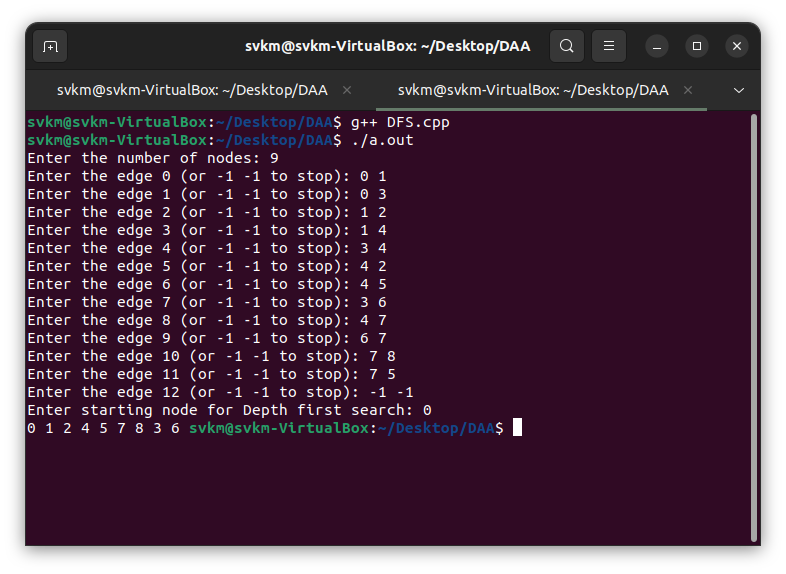 svkm@svkm-VirtualBox: ~/Desktop/DAA
svkm@svkm-VirtualBox: ~/Desktop/DAA
svkm@svkm-VirtualBox: ~/Desktop/DAA
svkm@svkm-VirtualBox:~/Desktop/DAA$ g++ DFS.cpp
svkm@svkm-VirtualBox:~/Desktop/DAA$ ./a.out
Enter the number of nodes: 9
Enter the edge 0 (or -1 -1 to stop): 0 1
Enter the edge 1 (or -1 -1 to stop): 0 3
Enter the edge 2 (or -1 -1 to stop): 1 2
Enter the edge 3 (or -1 -1 to stop): 1 4
Enter the edge 4 (or -1 -1 to stop): 3 4
Enter the edge 5 (or -1 -1 to stop): 4 2
Enter the edge 6 (or -1 -1 to stop): 4 5
Enter the edge 7 (or -1 -1 to stop): 3 6
Enter the edge 8 (or -1 -1 to stop): 4 7
Enter the edge 9 (or -1 -1 to stop): 6 7
Enter the edge 10 (or -1 -1 to stop): 7 8
Enter the edge 11 (or -1 -1 to stop): 7 5
Enter the edge 12 (or -1 -1 to stop): -1 -1
Enter starting node for Depth first search: 0
0 1 2 4 5 7 8 3 6 svkm@svkm-VirtualBox:~/Desktop/DAA$